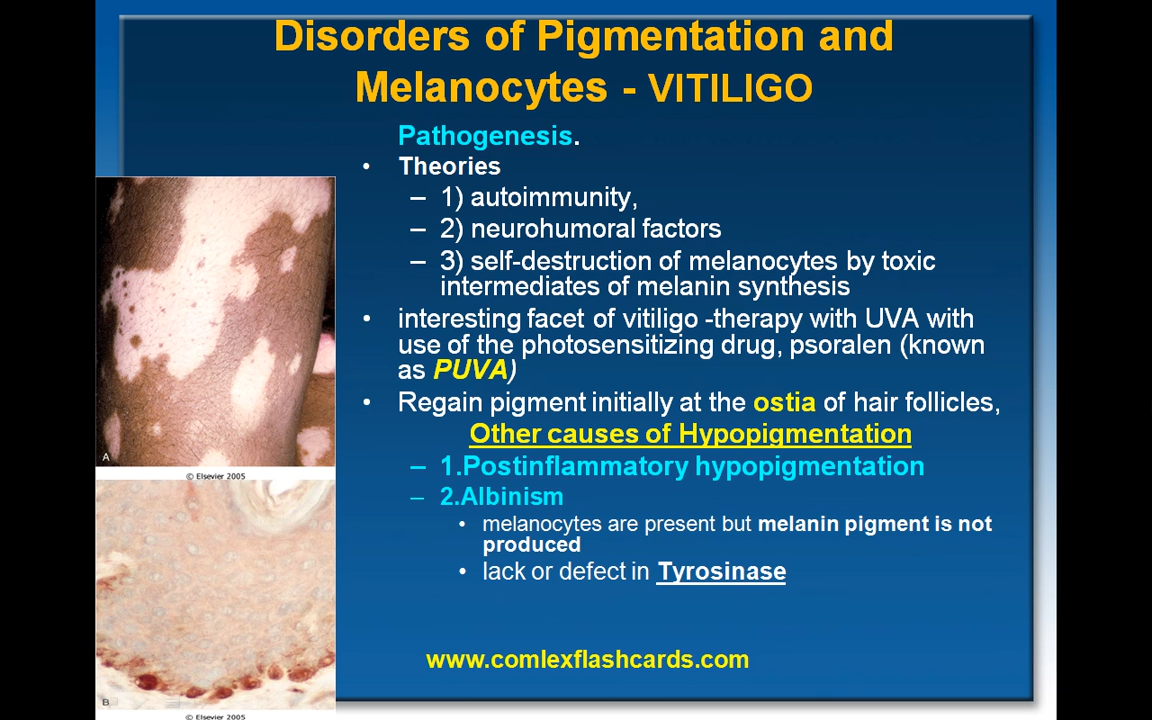 Disorders of Pigmentation and
Melanocytes - VITILIGO
Pathogenesis.
• Theories
– 1) autoimmunity,
– 2) neurohumoral factors
– 3) self-destruction of melanocytes by toxic
intermediates of melanin synthesis
• interesting facet of vitiligo -therapy with UVA with
use of the photosensitizing drug, psoralen (known
as PUVA)
• Regain pigment initially at the ostia of hair follicles,
Other causes of Hypopigmentation
– 1.Postinflammatory hypopigmentation
– 2.Albinism
• melanocytes are present but melanin pigment is not
produced
• lack or defect in Tyrosinase
www.comlexflashcards.com
A
© Elsevier 2005
B
© Elsevier 2005